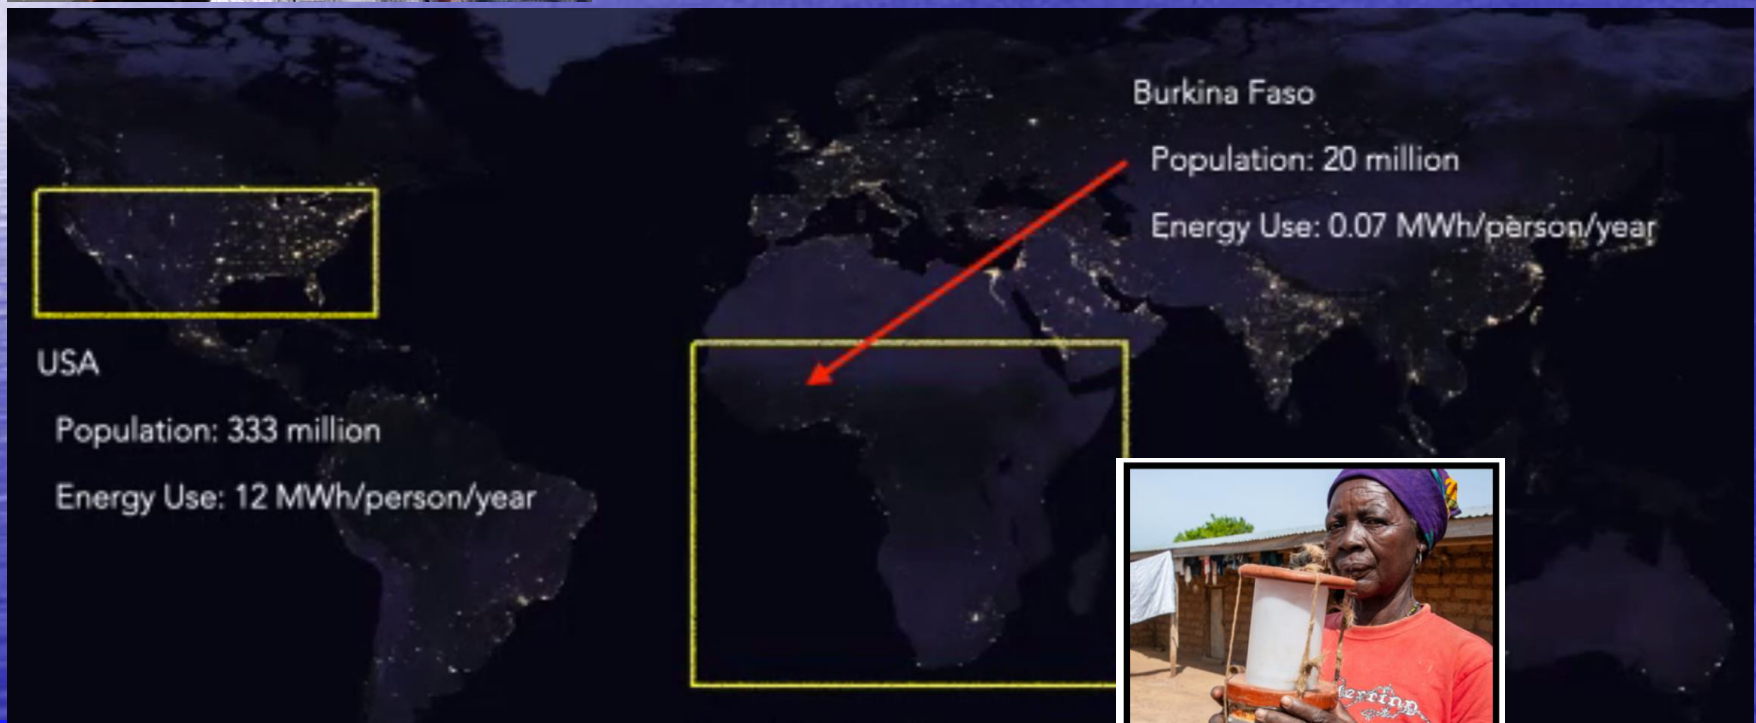 Burkina Faso
Population: 20 million
Energy Use: 0.07 MWh/person/year
USA
Population: 333 million
Energy Use: 12 MWh/person/year